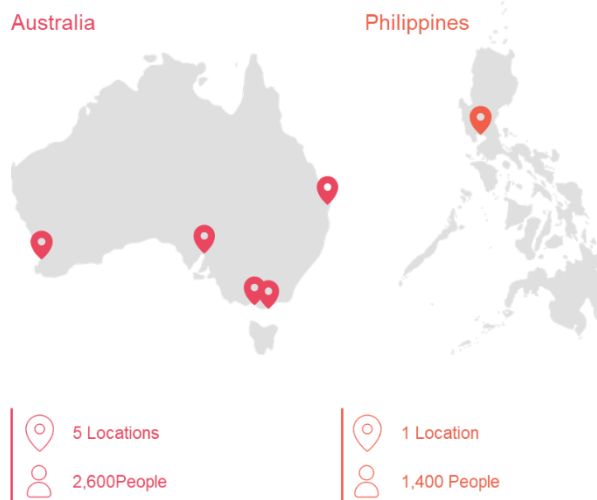 Australia
Philippines
5 Locations
2,600People
1 Location
1,400 People